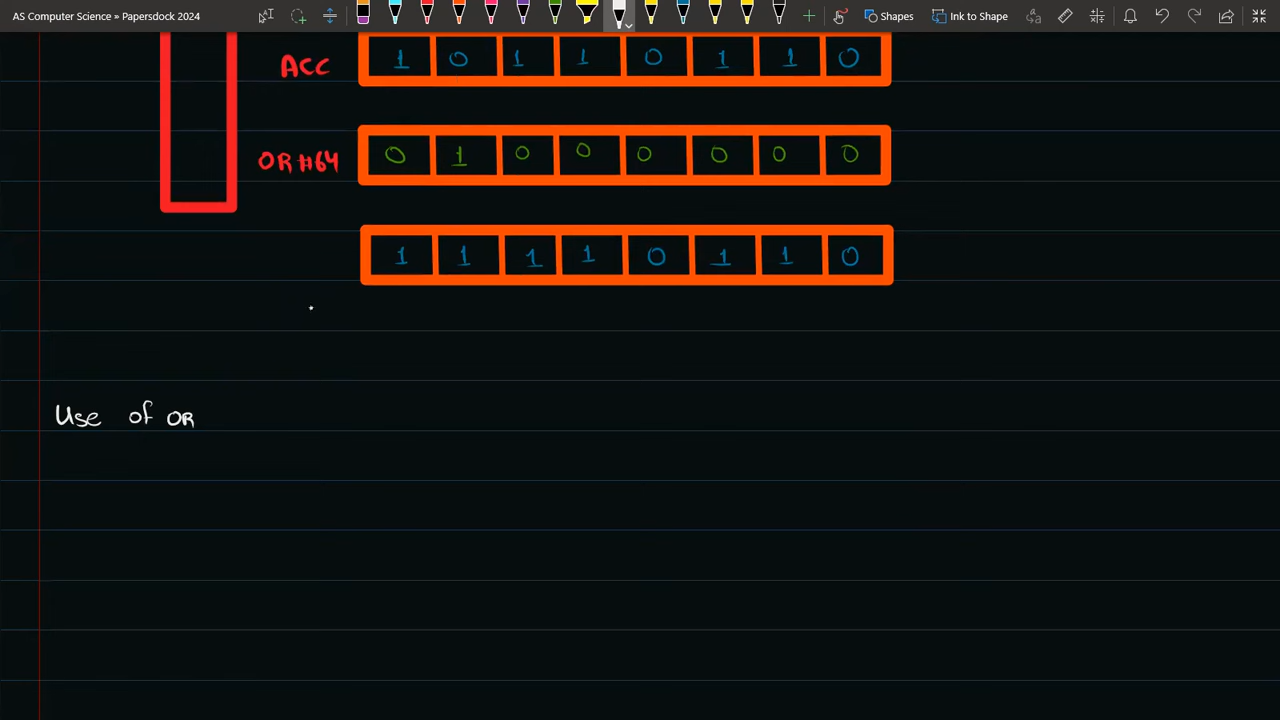 AS Computer Science » Papersdock 2024
Shapes
Ink to Shape
ACC 1 0 1 1 0 1 1 0
OR #64 0 1 0 0 0 0 0 0
1 1 1 1 0 1 1 0
Use of OR